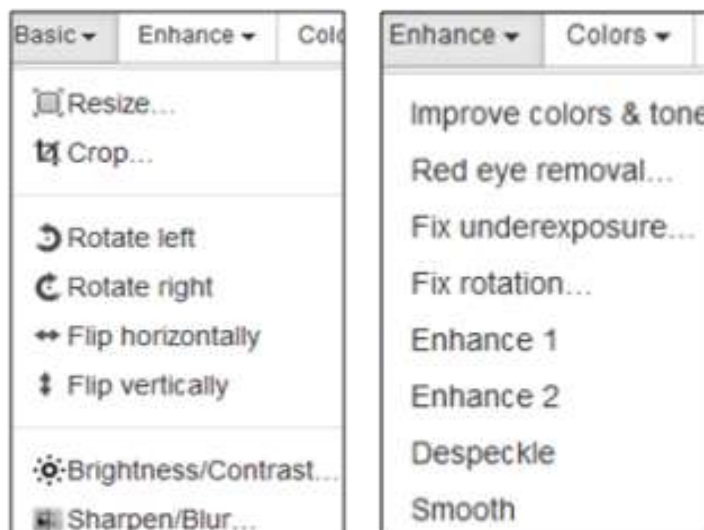 Basic Enhance
Resize...
Crop...
Rotate left
Rotate right
Flip horizontally
Flip vertically
Brightness/Contrast...
Sharpen/Blur...
Enhance Colors
Improve colors & tone
Red eye removal...
Fix underexposure...
Fix rotation...
Enhance 1
Enhance 2
Despeckle
Smooth